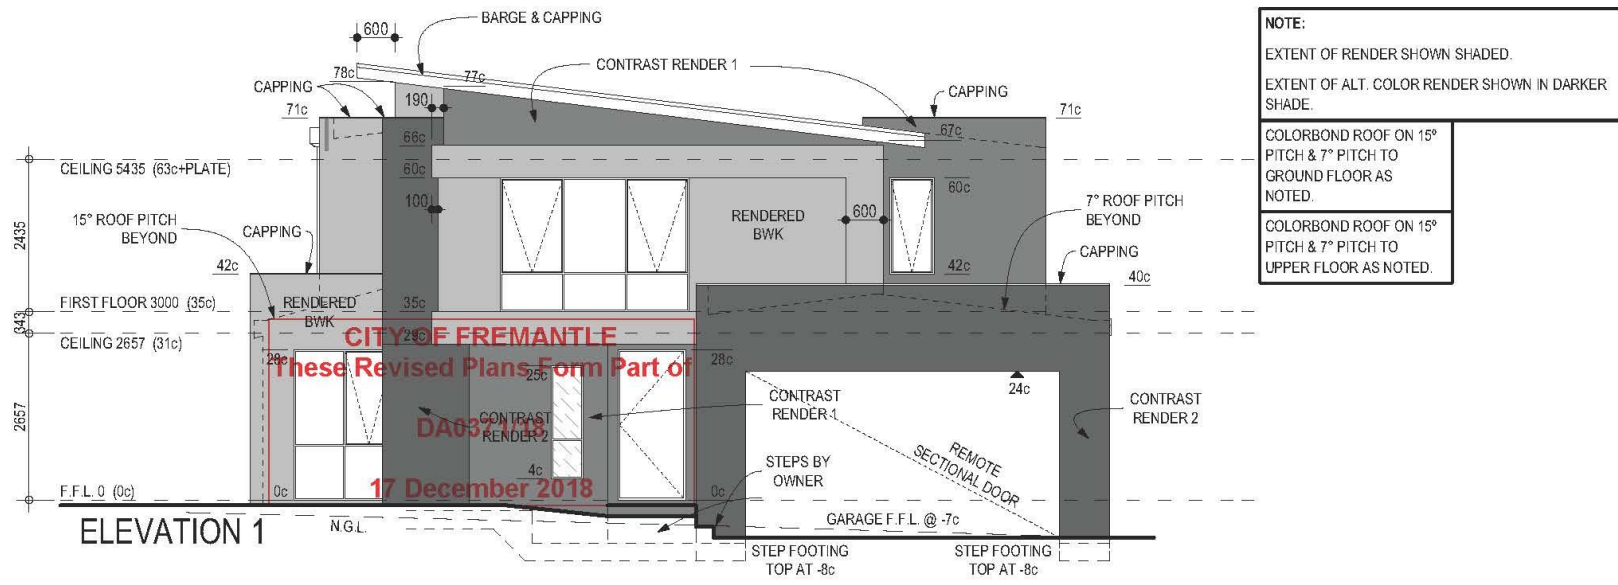 BARGE & CAPPING
600
CONTRAST RENDER 1
78c
77c
CAPPING
CAPPING
190
71c
71c
66c
67c
CEILING 5435 (63c+PLATE)
60c
60c
100
15° ROOF PITCH
BEYOND
RENDERED
BWK
600
7° ROOF PITCH
BEYOND
2435
CAPPING
CAPPING
42c
42c
40c
FIRST FLOOR 3000 (35c)
RENDERED
BWK
35c
343
CITY OF FREMANTLE
29c
CEILING 2657 (31c)
28c
28c
These Revised Plans Form Part of
25c
24c
2657
CONTRAST
RENDER 1
CONTRAST
RENDER 2
CONTRAST
RENDER 2
DA0371/18
REMOTE
SECTIONAL DOOR
STEPS BY
OWNER
4c
F.F.L. 0 (0c)
0c
17 December 2018
0c
ELEVATION 1
N.G.L.
GARAGE F.F.L. @ -7c
STEP FOOTING
TOP AT -8c
STEP FOOTING
TOP AT -8c
NOTE:
EXTENT OF RENDER SHOWN SHADED.
EXTENT OF ALT. COLOR RENDER SHOWN IN DARKER
SHADE.
COLORBOND ROOF ON 15º
PITCH & 7° PITCH TO
GROUND FLOOR AS
NOTED.
COLORBOND ROOF ON 15º
PITCH & 7° PITCH TO
UPPER FLOOR AS NOTED.